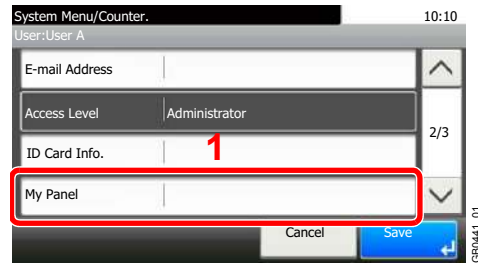 System Menu/Counter. 10:10
User:User A
E-mail Address
Access Level Administrator
2/3
ID Card Info. 1
My Panel
Cancel Save
GB0441_01